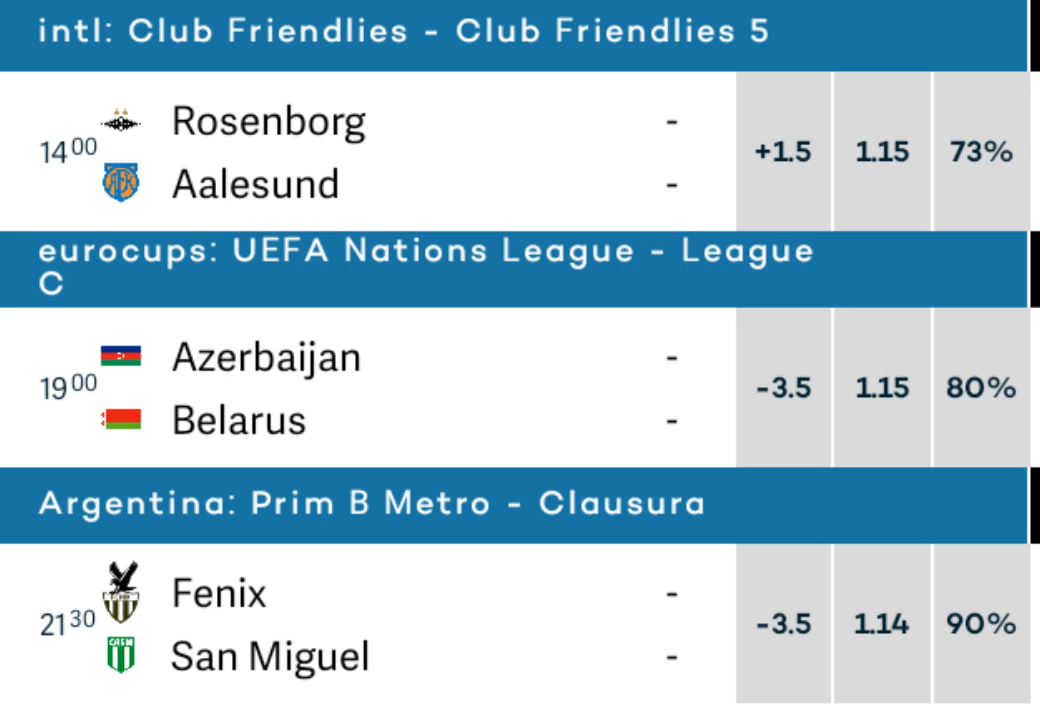 intl: Club Friendlies - Club Friendlies 5
14 00
Rosenborg -
Aalesund -
+1.5 1.15 73%
eurocups: UEFA Nations League - League
C
19 00
Azerbaijan -
Belarus -
-3.5 1.15 80%
Argentina: Prim B Metro - Clausura
21 30
Fenix -
San Miguel -
-3.5 1.14 90%